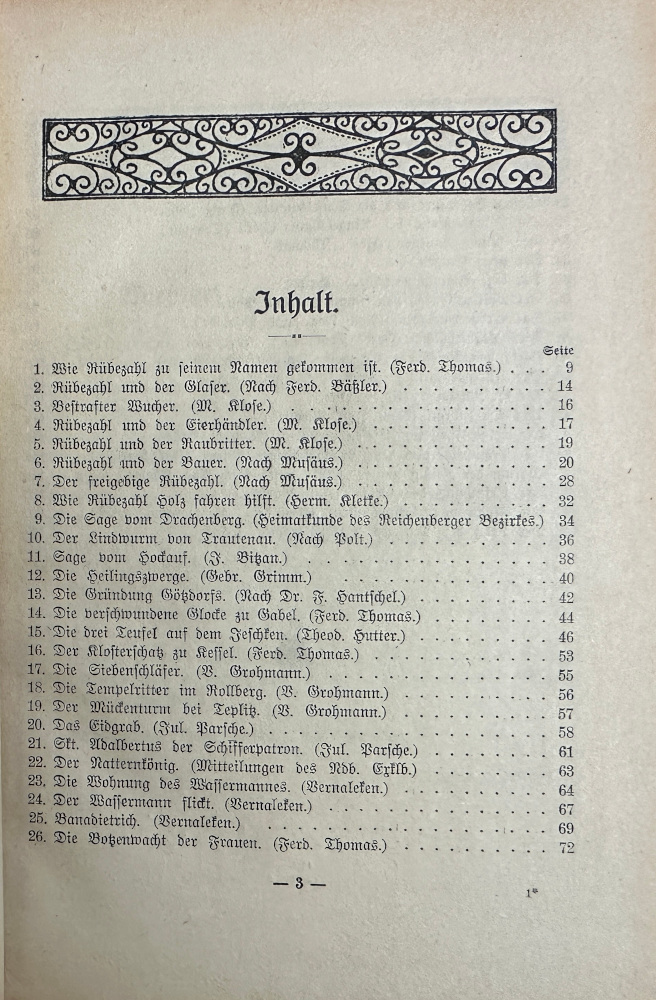 Inhalt.
Seite
1. Wie Rübezahl zu seinem Namen gekommen ist. (Ferd. Thomas.) . . . 9
2. Rübezahl und der Glaser. (Nach Ferd. Bäßler.) . . . . . . . . . . 14
3. Bestrafter Wucher. (M. Klose.) . . . . . . . . . . . . . . . . . 16
4. Rübezahl und der Eierhändler. (M. Klose.) . . . . . . . . . . . . 17
5. Rübezahl und der Raubritter. (M. Klose.) . . . . . . . . . . . . 19
6. Rübezahl und der Bauer. (Nach Musäus.) . . . . . . . . . . . . . 20
7. Der freigebige Rübezahl. (Nach Musäus.) . . . . . . . . . . . . . 28
8. Wie Rübezahl Holz fahren hilft. (Herm. Kletke.) . . . . . . . . . 32
9. Die Sage vom Drachenberg. (Heimatkunde des Reichenberger Bezirkes.) 34
10. Der Lindwurm von Trautenau. (Nach Polt.) . . . . . . . . . . . 36
11. Sage vom Hockauf. (J. Bitzan.) . . . . . . . . . . . . . . . . 38
12. Die Heilingszwerge. (Gebr. Grimm.) . . . . . . . . . . . . . . 40
13. Die Gründung Götzdorfs. (Nach Dr. F. Hantschel.) . . . . . . . . 42
14. Die verschwundene Glocke zu Gabel. (Ferd. Thomas.) . . . . . . . 44
15. Die drei Teufel auf dem Jeschken. (Theod. Hutter.) . . . . . . . . 46
16. Der Klosterschatz zu Kessel. (Ferd. Thomas.) . . . . . . . . . . 53
17. Die Siebenschläfer. (V. Grohmann.) . . . . . . . . . . . . . . 55
18. Die Tempelritter im Rollberg. (V. Grohmann.) . . . . . . . . . . 56
19. Der Mückenturm bei Teplitz. (V. Grohmann.) . . . . . . . . . . 57
20. Das Eidgrab. (Jul. Parsche.) . . . . . . . . . . . . . . . . . 58
21. Skt. Adalbertus der Schifferpatron. (Jul. Parsche.) . . . . . . . . 61
22. Der Natternkönig. (Mitteilungen des Ndb. Exklb.) . . . . . . . . 63
23. Die Wohnung des Wassermannes. (Vernaleken.) . . . . . . . . . . 64
24. Der Wassermann flickt. (Vernaleken.) . . . . . . . . . . . . . . 67
25. Banadietrich. (Vernaleken.) . . . . . . . . . . . . . . . . . . 69
26. Die Botzenwacht der Frauen. (Ferd. Thomas.) . . . . . . . . . . 72
— 3 —
1*